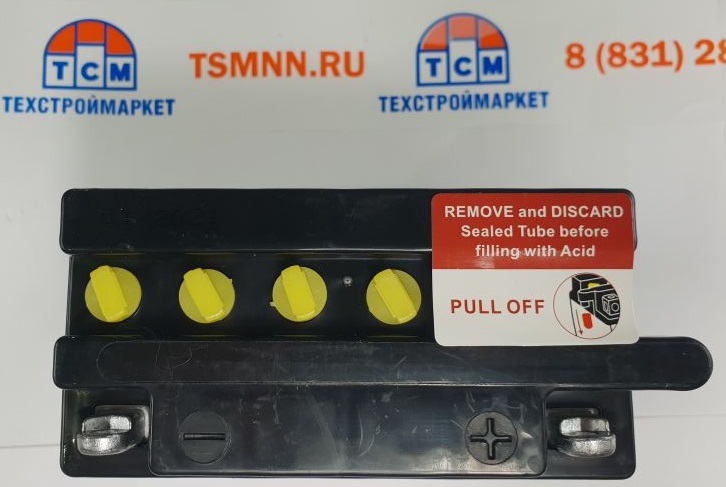 ТСМ
ТЕХСТРОЙМАРКЕТ
TSMNN.RU
ТСМ
ТЕХСТРОЙМАРКЕТ
8 (831) 28
REMOVE and DISCARD
Sealed Tube before
filling with Acid
PULL OFF